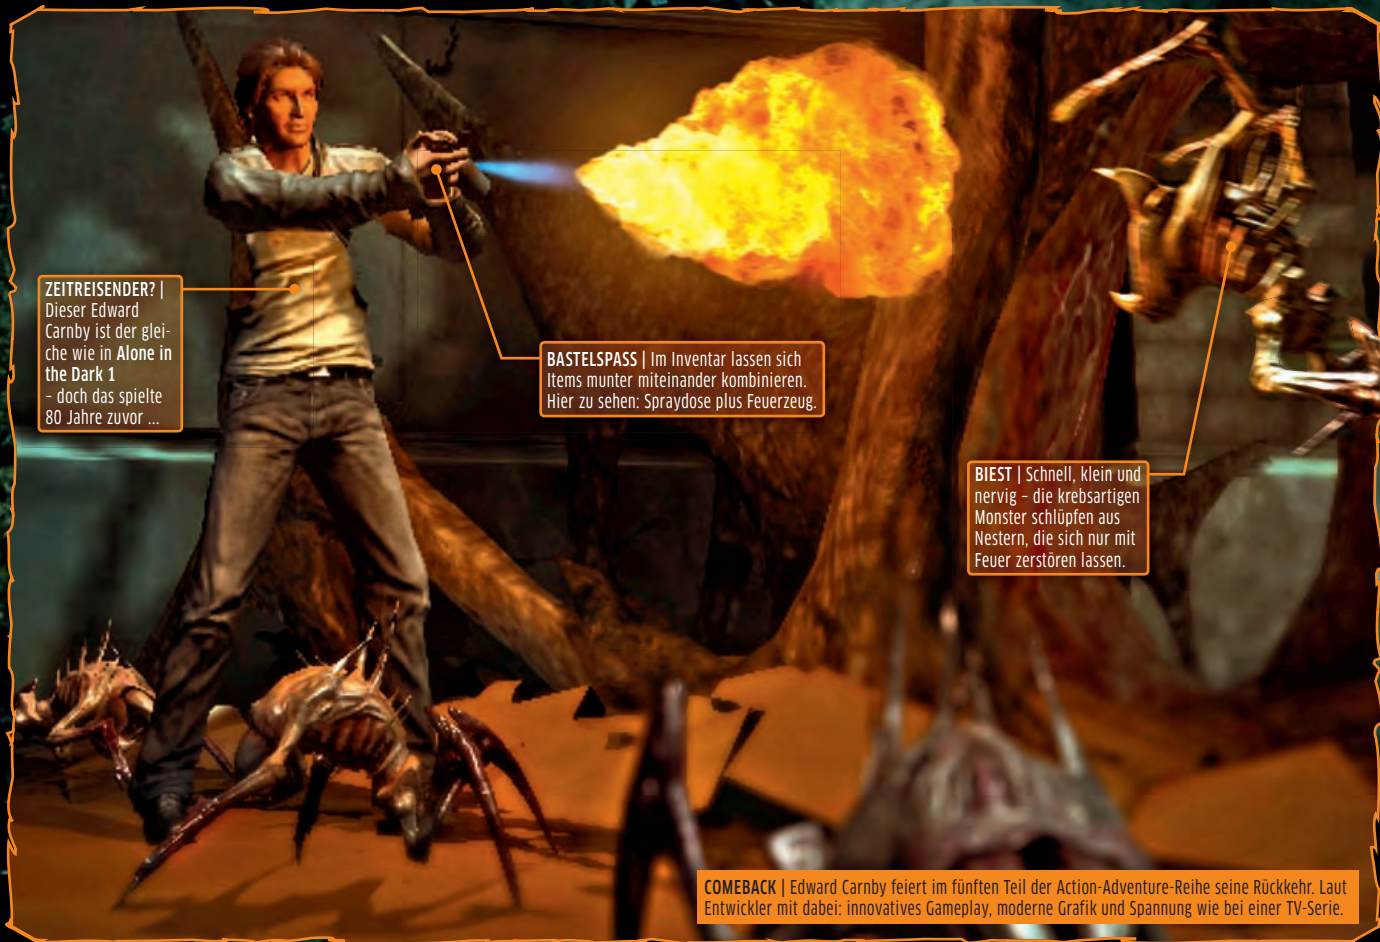 ZEITREISENDER? |
Dieser Edward
Carnby ist der glei-
che wie in Alone in
the Dark 1
– doch das spielte
80 Jahre zuvor ...
BASTELSPASS | Im Inventar lassen sich
Items munter miteinander kombinieren.
Hier zu sehen: Spraydose plus Feuerzeug.
BIEST | Schnell, klein und
nervig – die krebsartigen
Monster schlüpfen aus
Nestern, die sich nur mit
Feuer zerstören lassen.
COMEBACK | Edward Carnby feiert im fünften Teil der Action-Adventure-Reihe seine Rückkehr. Laut
Entwickler mit dabei: innovatives Gameplay, moderne Grafik und Spannung wie bei einer TV-Serie.